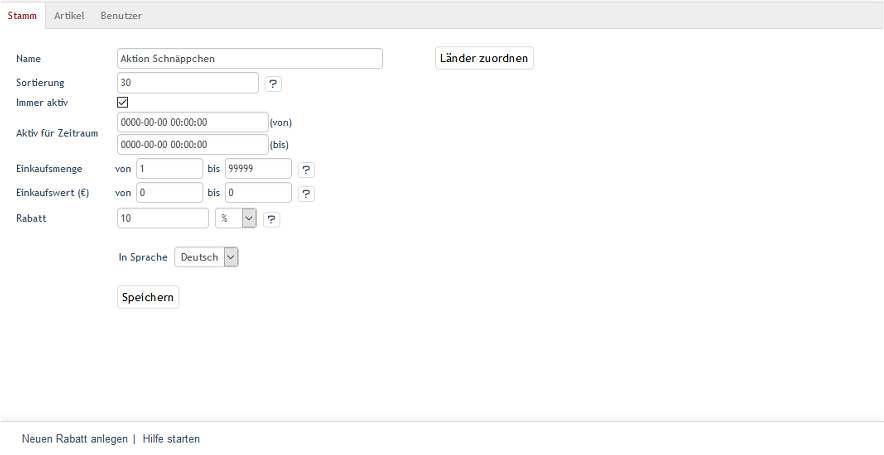 Stamm Artikel Benutzer
Name Aktion Schnäppchen Länder zuordnen
Sortierung 30 ?
Immer aktiv
Aktiv für Zeitraum 0000-00-00 00:00:00 (von)
0000-00-00 00:00:00 (bis)
Einkaufsmenge von 1 bis 99999 ?
Einkaufswert (€) von 0 bis 0 ?
Rabatt 10 % ?
In Sprache Deutsch
Speichern
Neuen Rabatt anlegen | Hilfe starten